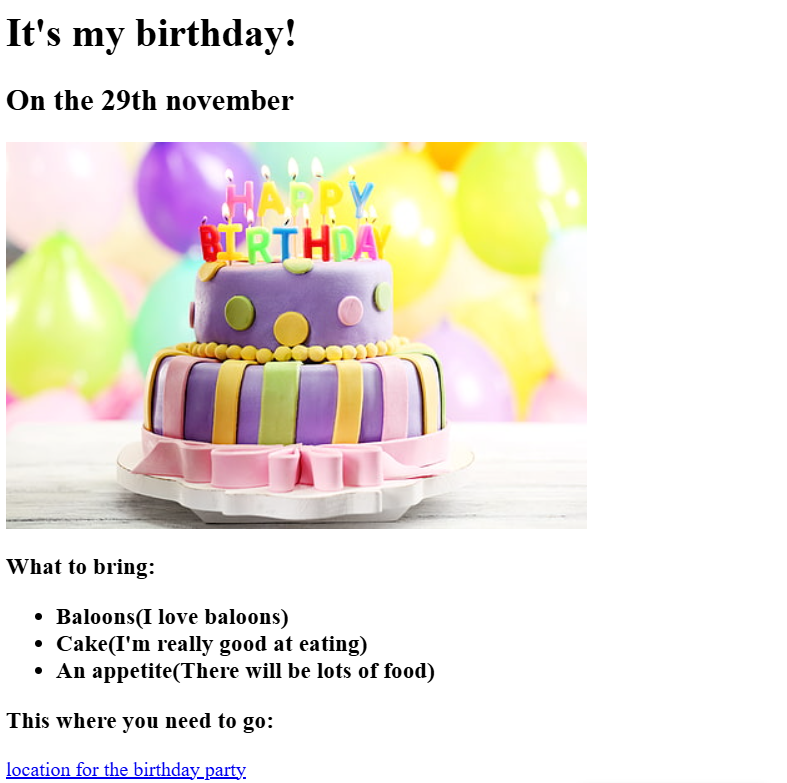 It's my birthday!
On the 29th november
HAPPY
BIRTHDAY
What to bring:
Baloons(I love baloons)
Cake(I'm really good at eating)
An appetite(There will be lots of food)
This where you need to go:
location for the birthday party